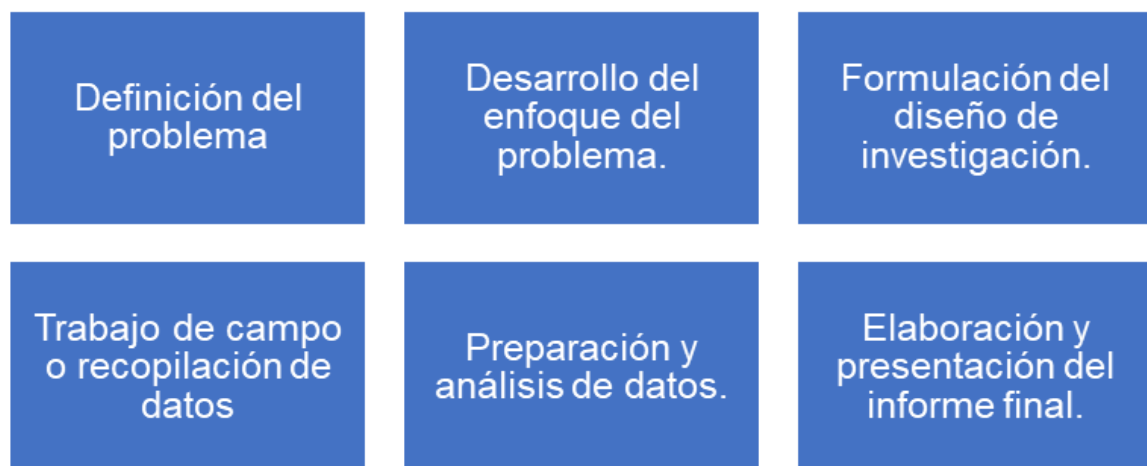 Definición del
problema
Desarrollo del
enfoque del
problema.
Formulación del
diseño de
investigación.
Trabajo de campo
o recopilación de
datos
Preparación y
análisis de datos.
Elaboración y
presentación del
informe final.